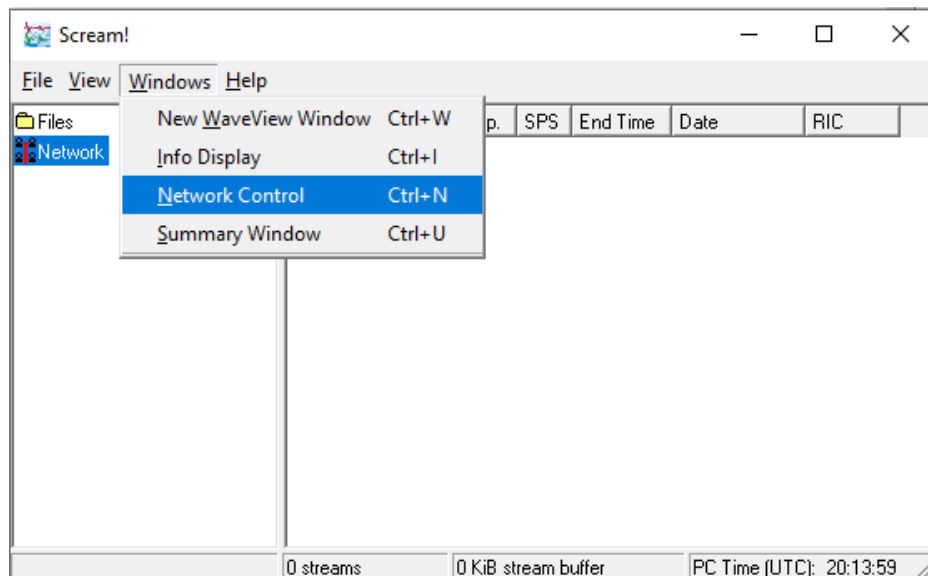 Scream!
File View Windows Help
Files
Network
New WaveView Window Ctrl+W
Info Display Ctrl+I
Network Control Ctrl+N
Summary Window Ctrl+U
p. SPS End Time Date RIC
0 streams 0 KiB stream buffer PC Time (UTC): 20:13:59